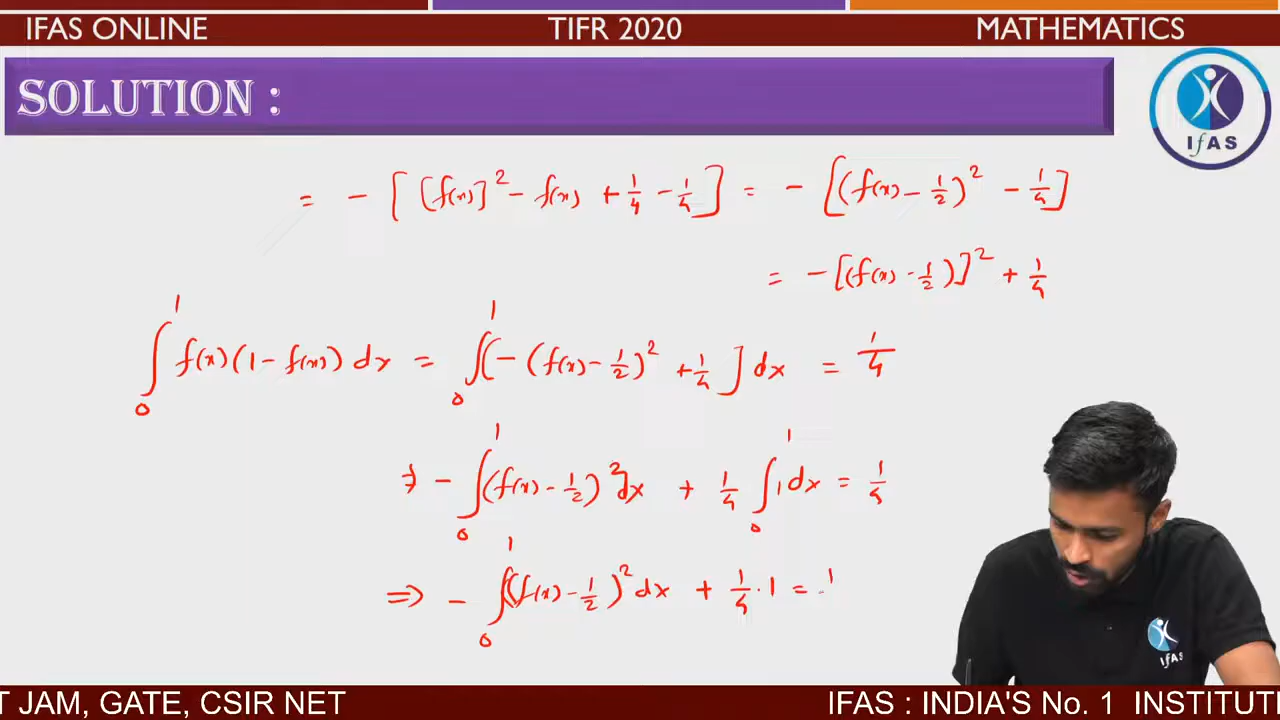 IFAS ONLINE TIFR 2020 MATHEMATICS
SOLUTION :
IfAS
= - [ [f(x)]² - f(x) + 1/4 - 1/4 ] = - [ (f(x) - 1/2)² - 1/4 ]
= - [(f(x) - 1/2)]² + 1/4
∫₀¹ f(x) (1 - f(x)) dx = ∫₀¹ [ - (f(x) - 1/2)² + 1/4 ] dx = 1/4
⇒ - ∫₀¹ (f(x) - 1/2)² dx + 1/4 ∫₀¹ 1 dx = 1/4
⇒ - ∫₀¹ (f(x) - 1/2)² dx + 1/4 · 1 = 1
IfAS
T JAM, GATE, CSIR NET IFAS : INDIA'S No. 1 INSTITUT